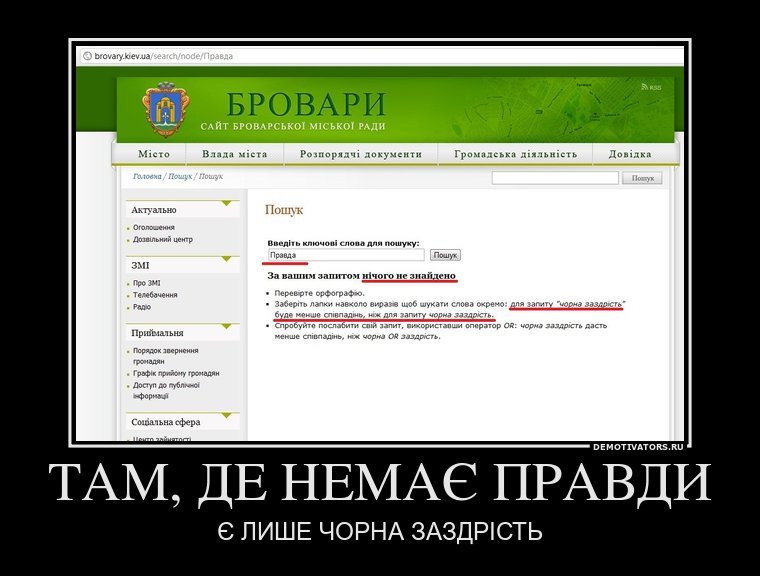 brovary.kiev.ua/search/node/Правда
RSS
БРОВАРИ
САЙТ БРОВАРСЬКОЇ МІСЬКОЇ РАДИ
Місто Влада міста Розпорядчі документи Громадська діяльність Довідка
Головна / Пошук / Пошук
Пошук
Актуально
Оголошення
Дозвільний центр
ЗМІ
Про ЗМІ
Телебачення
Радіо
Приймальня
Порядок звернення
громадян
Графік прийому громадян
Доступ до публічної
інформації
Соціальна сфера
Центр зайнятості
Пошук
Введіть ключові слова для пошуку:
Правда Пошук
За вашим запитом нічого не знайдено
Перевірте орфографію.
Заберіть лапки навколо виразів щоб шукати слова окремо: для запиту "чорна заздрість"
буде менше співпадінь, ніж для запиту чорна заздрість.
Спробуйте послабити свій запит, використавши оператор OR: чорна заздрість дасть
менше співпадінь, ніж чорна OR заздрість.
DEMOTIVATORS.RU
ТАМ, ДЕ НЕМАЄ ПРАВДИ
Є ЛИШЕ ЧОРНА ЗАЗДРІСТЬ